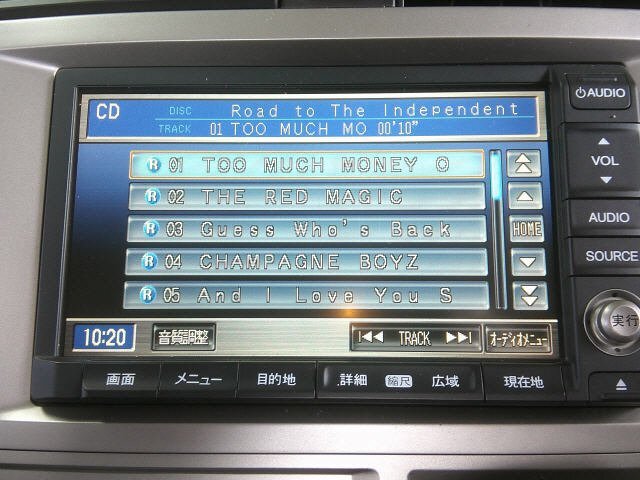 CD
DISC Road to The Independent
TRACK 01 TOO MUCH MO 00'10"
R 01 TOO MUCH MONEY O
R 02 THE RED MAGIC
R 03 Guess Who's Back
R 04 CHAMPAGNE BOYZ
R 05 And I Love You S
HOME
10:20 音質調整 TRACK オーディオメニュー
画面 メニュー 目的地 詳細 縮尺 広域 現在地
AUDIO
VOL
AUDIO
SOURCE
実行